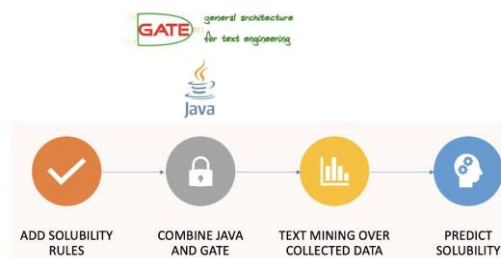 GATE
general architecture
for text engineering
Java
ADD SOLUBILITY
RULES
COMBINE JAVA
AND GATE
TEXT MINING OVER
COLLECTED DATA
PREDICT
SOLUBILITY